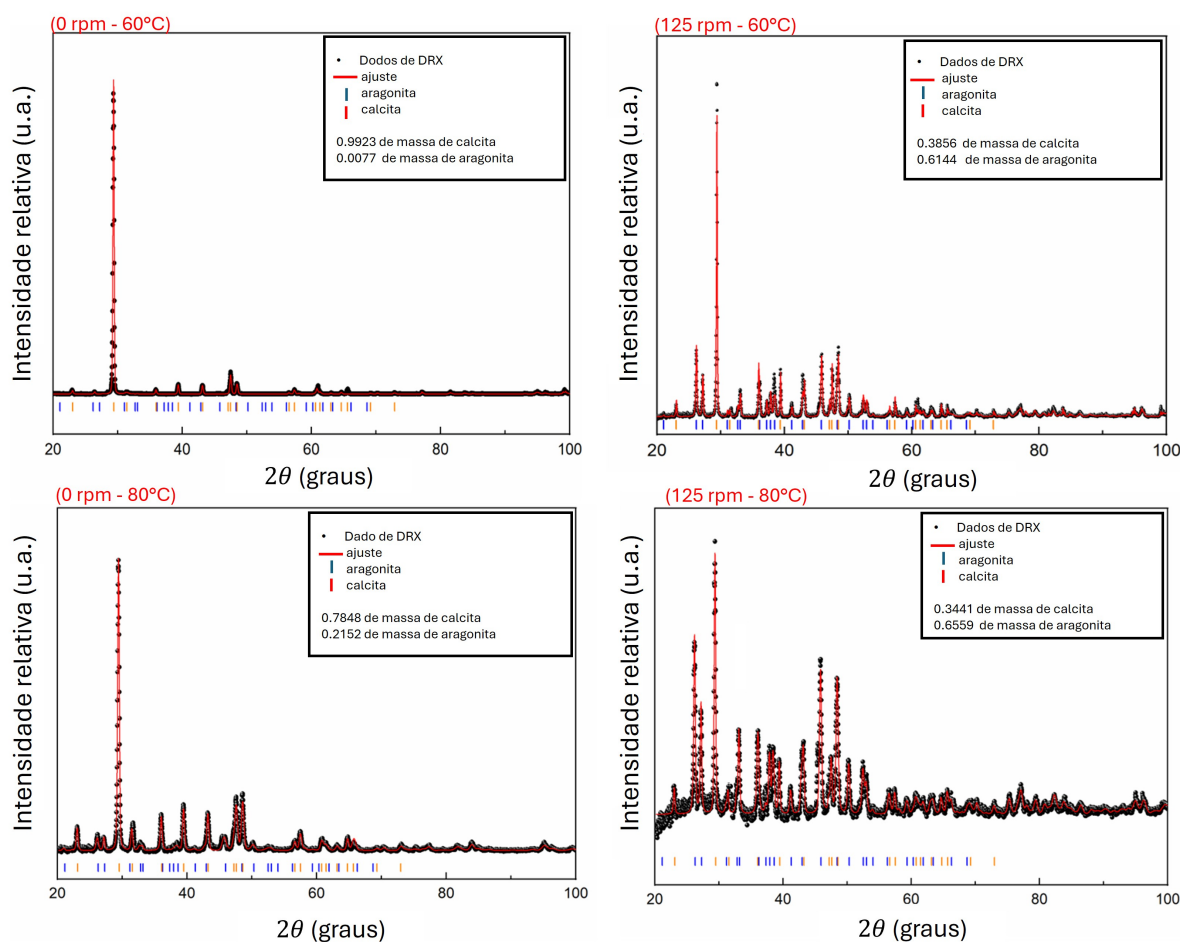 (0 rpm - 60°C)
Intensidade relativa (u.a.)
Dodos de DRX
ajuste
aragonita
calcita
0.9923 de massa de calcita
0.0077 de massa de aragonita
20 40 60 80 100
2θ (graus)
(125 rpm - 60°C)
Intensidade relativa (u.a.)
Dados de DRX
ajuste
aragonita
calcita
0.3856 de massa de calcita
0.6144 de massa de aragonita
20 40 60 80 100
2θ (graus)
(0 rpm - 80°C)
Intensidade relativa (u.a.)
Dado de DRX
ajuste
aragonita
calcita
0.7848 de massa de calcita
0.2152 de massa de aragonita
20 40 60 80 100
2θ (graus)
(125 rpm - 80°C)
Intensidade relativa (u.a.)
Dados de DRX
ajuste
aragonita
calcita
0.3441 de massa de calcita
0.6559 de massa de aragonita
20 40 60 80 100
2θ (graus)